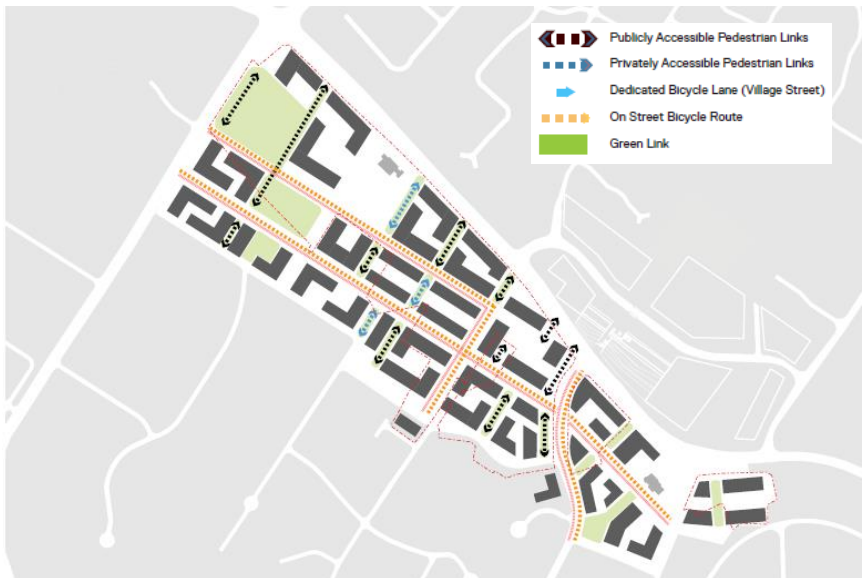 Publicly Accessible Pedestrian Links
Privately Accessible Pedestrian Links
Dedicated Bicycle Lane (Village Street)
On Street Bicycle Route
Green Link